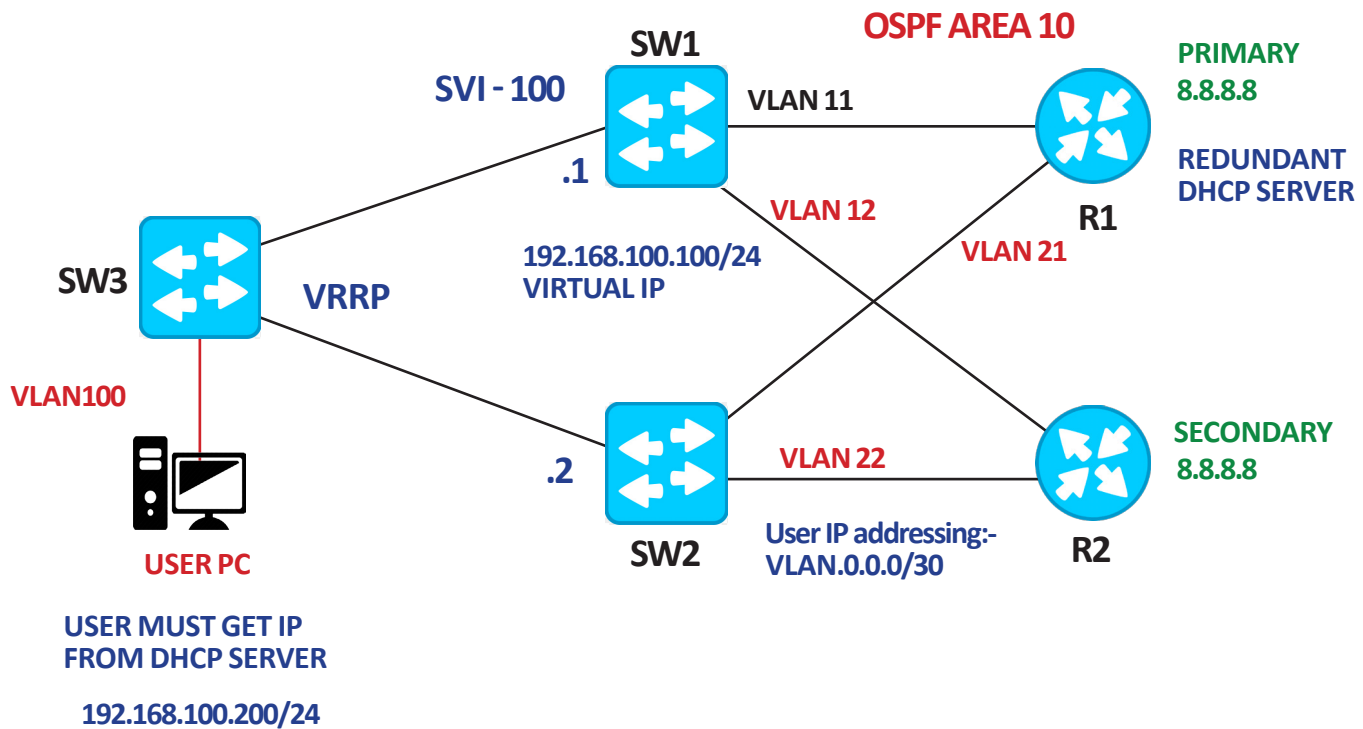 OSPF AREA 10
SW1
PRIMARY
8.8.8.8
SVI - 100
VLAN 11
REDUNDANT
DHCP SERVER
.1
R1
VLAN 12
VLAN 21
192.168.100.100/24
VIRTUAL IP
SW3
VRRP
VLAN100
SECONDARY
8.8.8.8
VLAN 22
.2
User IP addressing:-
VLAN.0.0.0/30
SW2
R2
USER PC
USER MUST GET IP
FROM DHCP SERVER
192.168.100.200/24